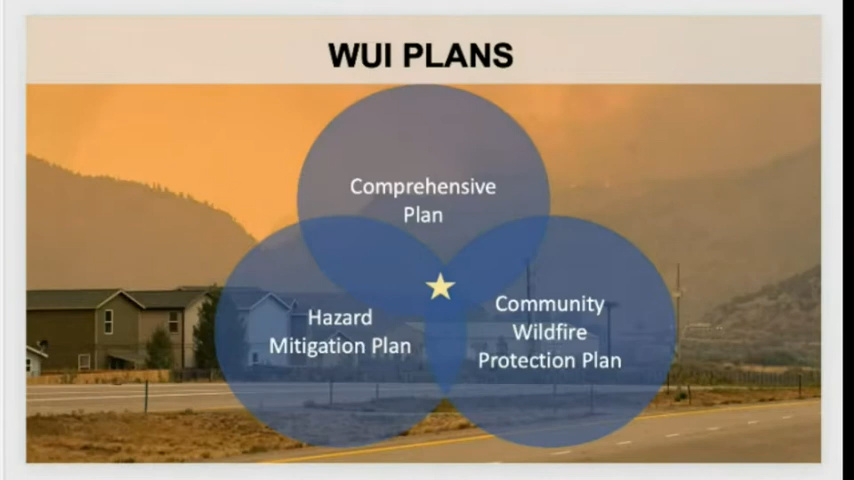 WUI PLANS
Comprehensive
Plan
Hazard
Mitigation Plan
Community
Wildfire
Protection Plan